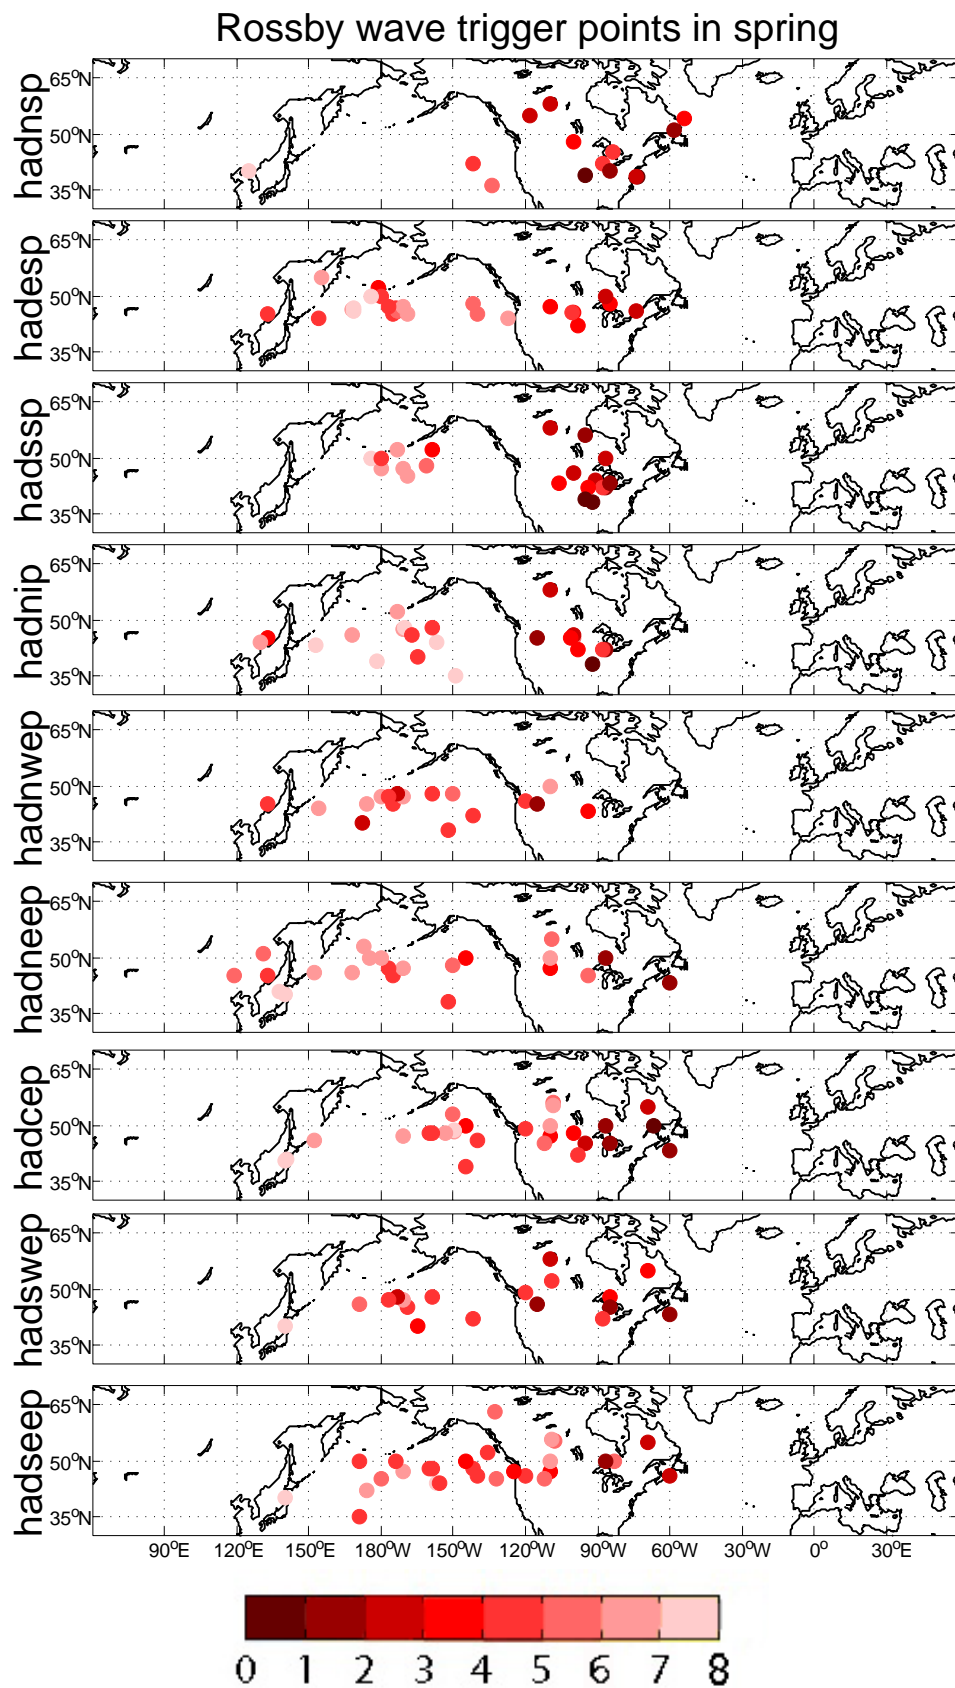 Rossby wave trigger points in spring
hadnsp
65°N
50°N
35°N
hadesp
65°N
50°N
35°N
hadssp
65°N
50°N
35°N
hadnip
65°N
50°N
35°N
hadnwep
65°N
50°N
35°N
hadneep
65°N
50°N
35°N
hadcep
65°N
50°N
35°N
hadswep
65°N
50°N
35°N
hadseep
65°N
50°N
35°N
90°E 120°E 150°E 180°W 150°W 120°W 90°W 60°W 30°W 0° 30°E
0 1 2 3 4 5 6 7 8